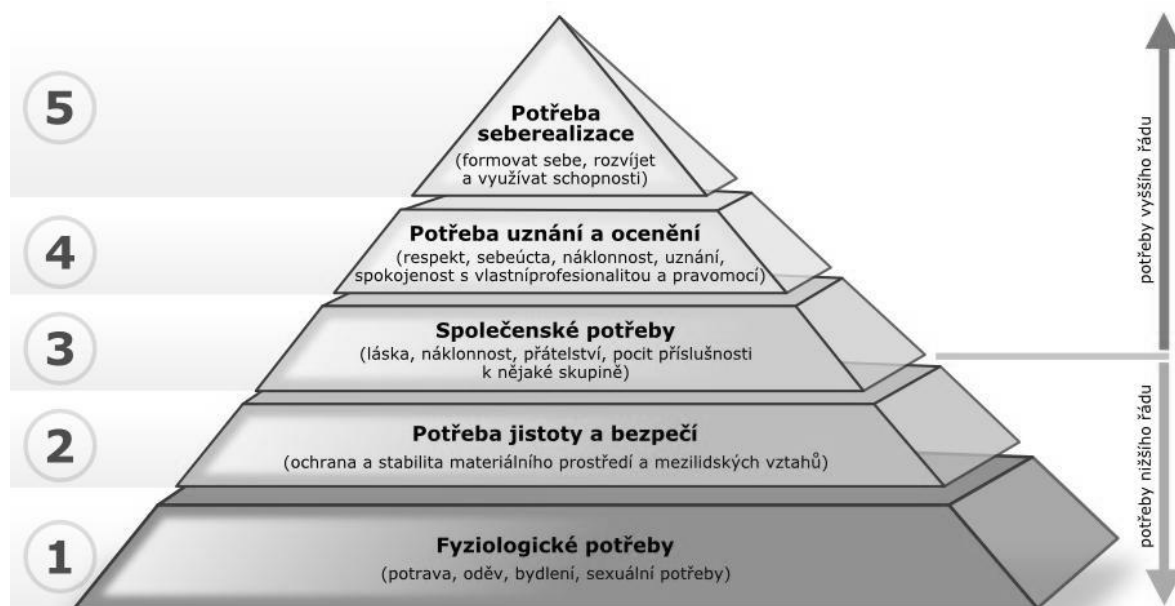 5
Potřeba
seberealizace
(formovat sebe, rozvíjet
a využívat schopnosti)
4
Potřeba uznání a ocenění
(respekt, sebeúcta, náklonnost, uznání,
spokojenost s vlastníprofesionalitou a pravomocí)
3
Společenské potřeby
(láska, náklonnost, přátelství, pocit příslušnosti
k nějaké skupině)
2
Potřeba jistoty a bezpečí
(ochrana a stabilita materiálního prostředí a mezilidských vztahů)
1
Fyziologické potřeby
(potrava, oděv, bydlení, sexuální potřeby)
potřeby vyššího řádu
potřeby nižšího řádu